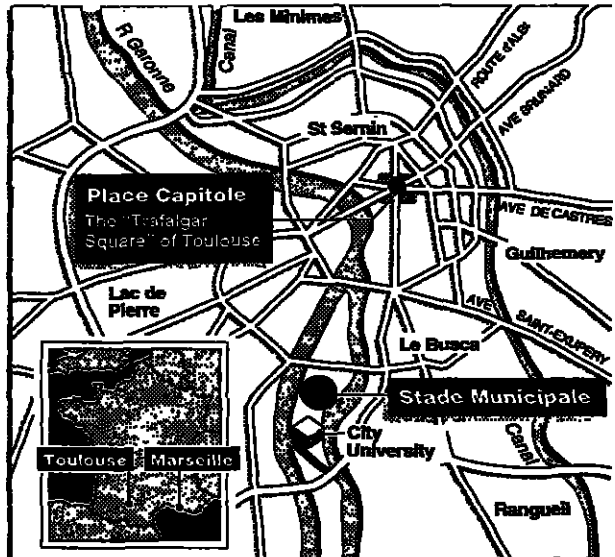 Les Minimes
R Garonne
Canal
ROUTE d'ALBI
AVE BRUNARD
St Sernin
Place Capitole
The "Trafalgar
Square" of Toulouse
AVE DE CASTRES
Guilhemery
Lac de
Pierre
AVE SAINT-EXUPERY
Le Busca
Stade Municipale
City
University
Canal
Toulouse
Marseille
Rangueil